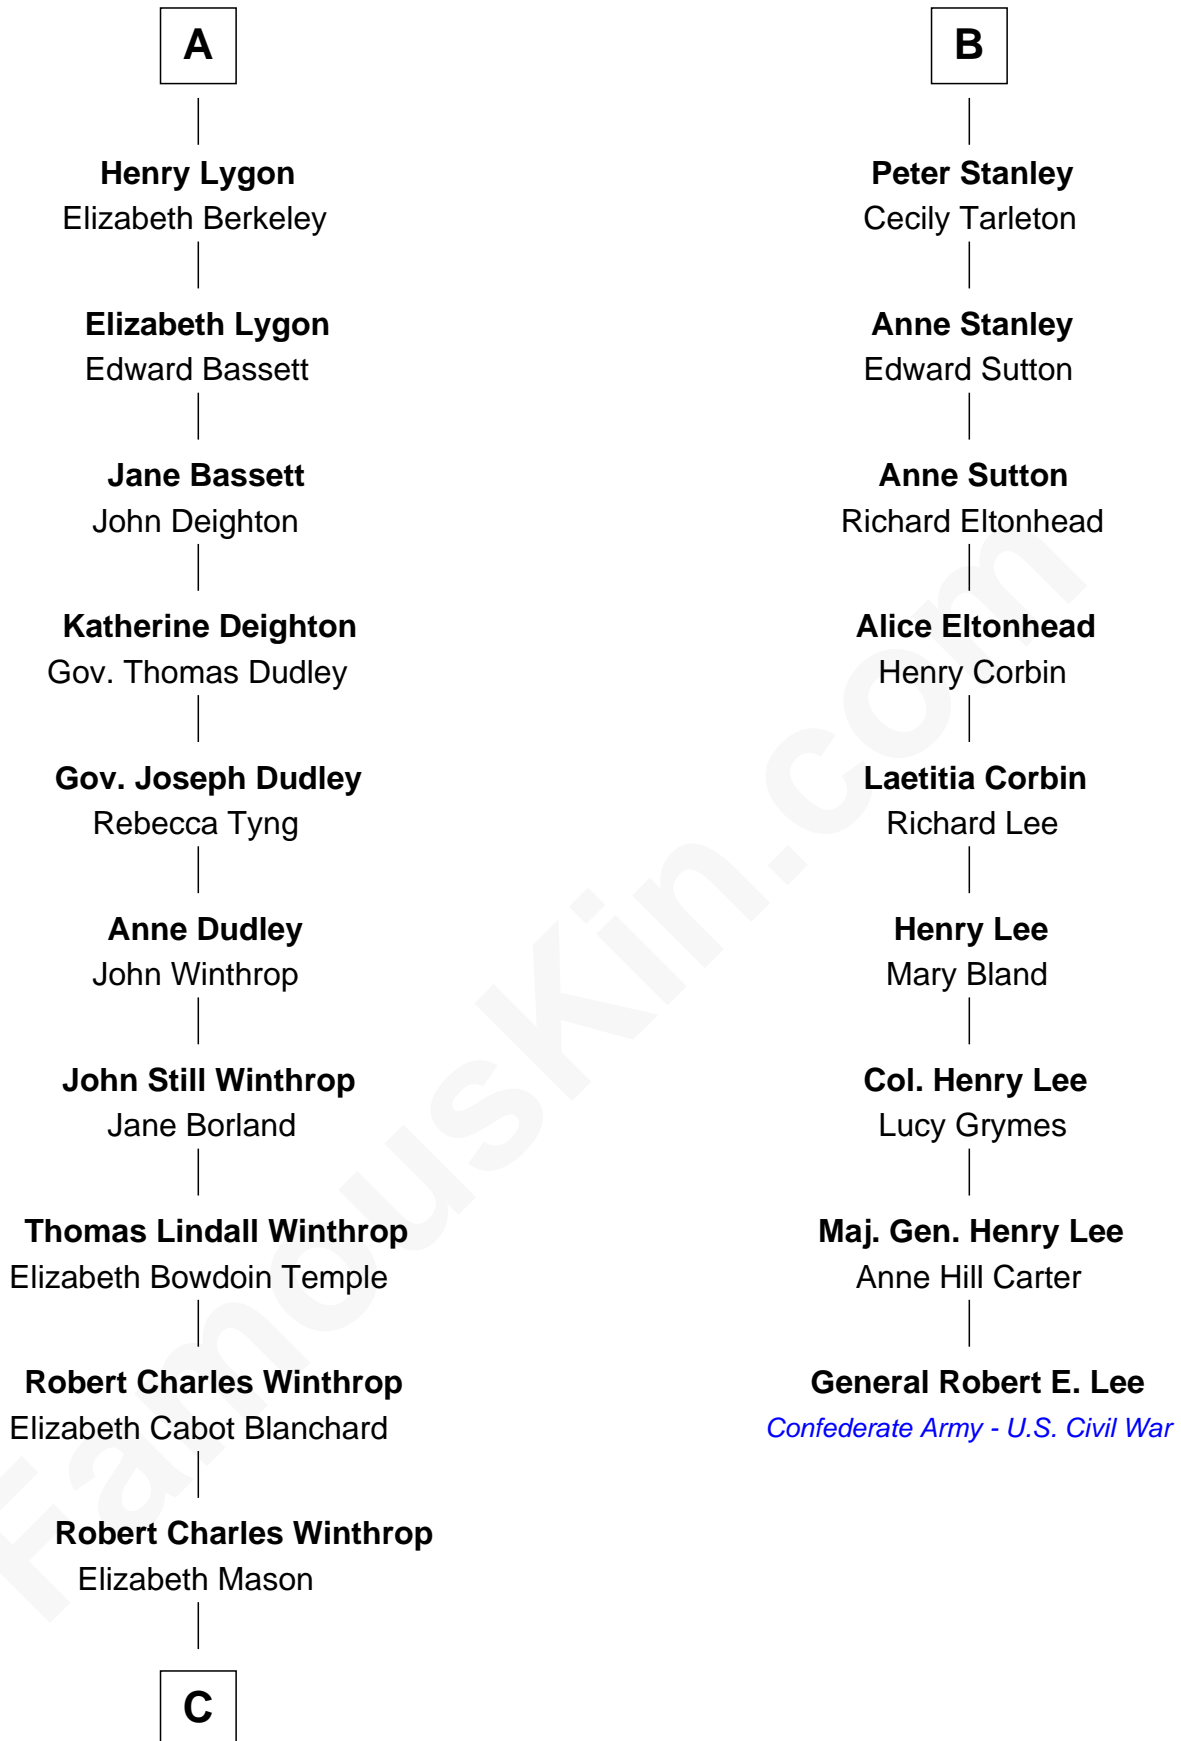 A
Henry Lygon
Elizabeth Berkeley
Elizabeth Lygon
Edward Bassett
Jane Bassett
John Deighton
Katherine Deighton
Gov. Thomas Dudley
Gov. Joseph Dudley
Rebecca Tyng
Anne Dudley
John Winthrop
John Still Winthrop
Jane Borland
Thomas Lindall Winthrop
Elizabeth Bowdoin Temple
Robert Charles Winthrop
Elizabeth Cabot Blanchard
Robert Charles Winthrop
Elizabeth Mason
C
B
Peter Stanley
Cecily Tarleton
Anne Stanley
Edward Sutton
Anne Sutton
Richard Eltonhead
Alice Eltonhead
Henry Corbin
Laetitia Corbin
Richard Lee
Henry Lee
Mary Bland
Col. Henry Lee
Lucy Grymes
Maj. Gen. Henry Lee
Anne Hill Carter
General Robert E. Lee
Confederate Army - U.S. Civil War
FamousKin.com